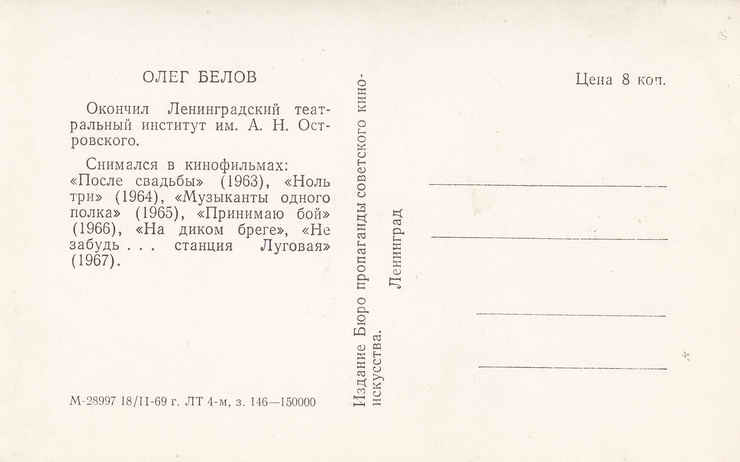 ОЛЕГ БЕЛОВ
Окончил Ленинградский теат-
ральный институт им. А. Н. Ост-
ровского.
Снимался в кинофильмах:
«После свадьбы» (1963), «Ноль
три» (1964), «Музыканты одного
полка» (1965), «Принимаю бой»
(1966), «На диком бреге», «Не
забудь . . . станция Луговая»
(1967).
М-28997 18/II-69 г. ЛТ 4-м, з. 146—150000
Издание Бюро пропаганды советского кино-
искусства.
Ленинград
Цена 8 коп.